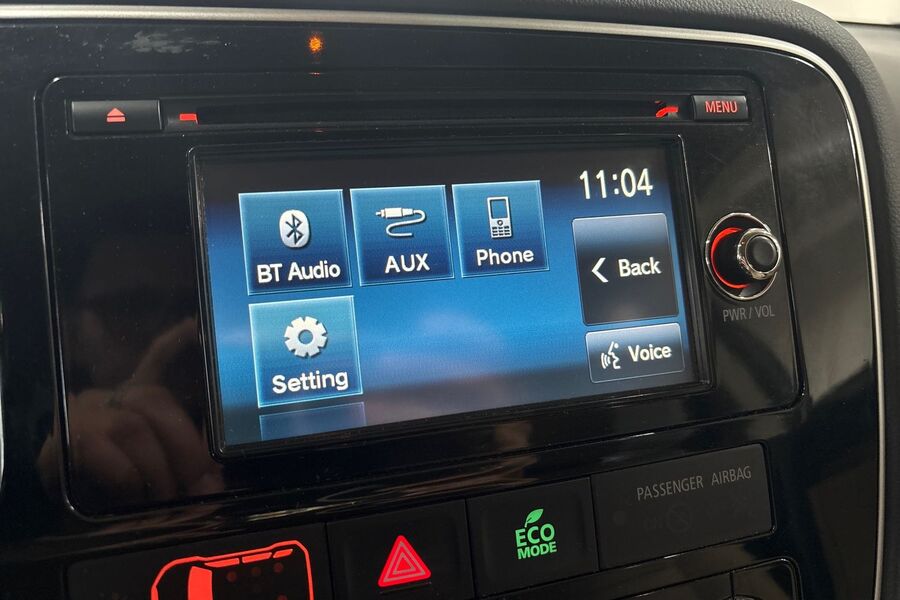 MENU
11:04
BT Audio
AUX
Phone
Back
Setting
Voice
PWR / VOL
PASSENGER AIRBAG
ECO
MODE